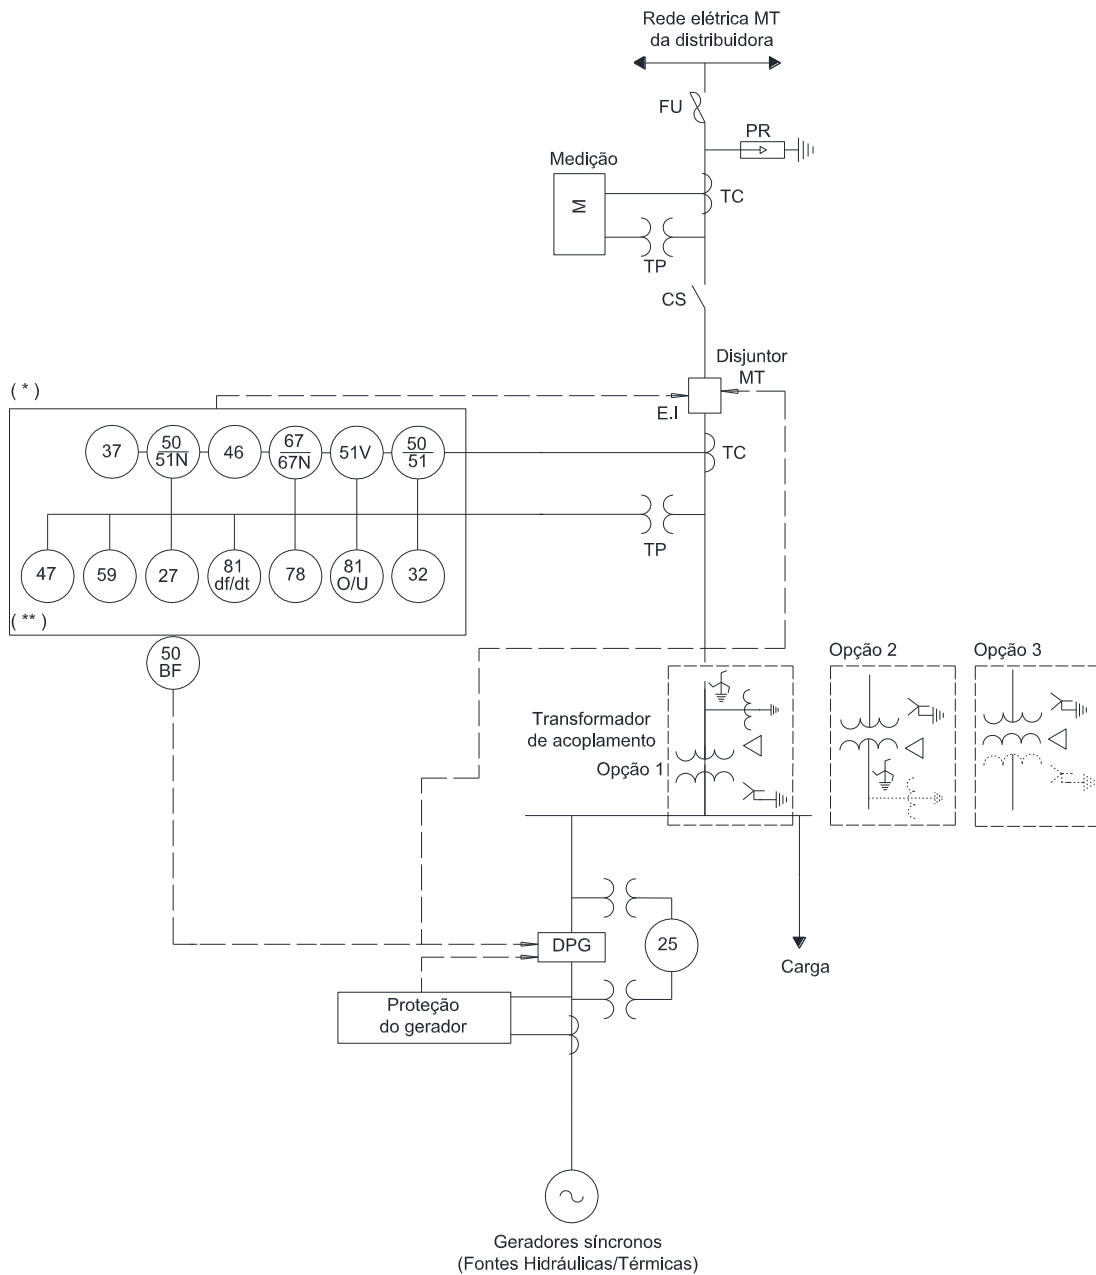 Rede elétrica MT
da distribuidora
FU
PR
Medição
M
TC
TP
CS
Disjuntor
MT
E.I
( * )
37
50
51N
46
67
67N
51V
50
51
TC
TP
47
59
27
81
df/dt
78
81
O/U
32
( ** )
50
BF
Opção 2
Opção 3
Transformador
de acoplamento
Opção 1
DPG
25
Carga
Proteção
do gerador
Geradores síncronos
(Fontes Hidráulicas/Térmicas)